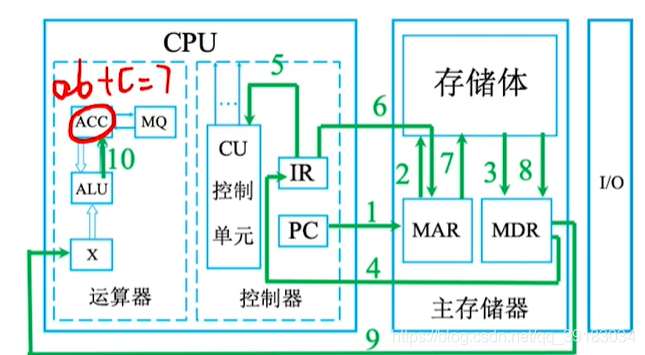 CPU
ab+C=7
ACC
MQ
10
ALU
X
运算器
5
...
CU
控制
单元
IR
PC
控制器
6
1
4
9
存储体
2
7
3
8
MAR
MDR
主存储器
I/O
https://blog.csdn.net/qq_39183034